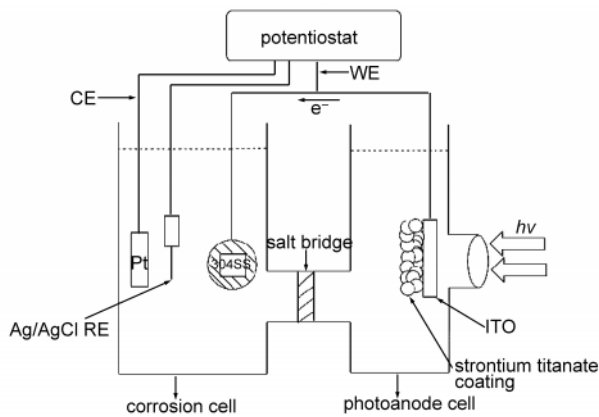 potentiostat
WE
CE
e⁻
hν
salt bridge
Pt
304SS
Ag/AgCl RE
ITO
strontium titanate
coating
corrosion cell
photoanode cell